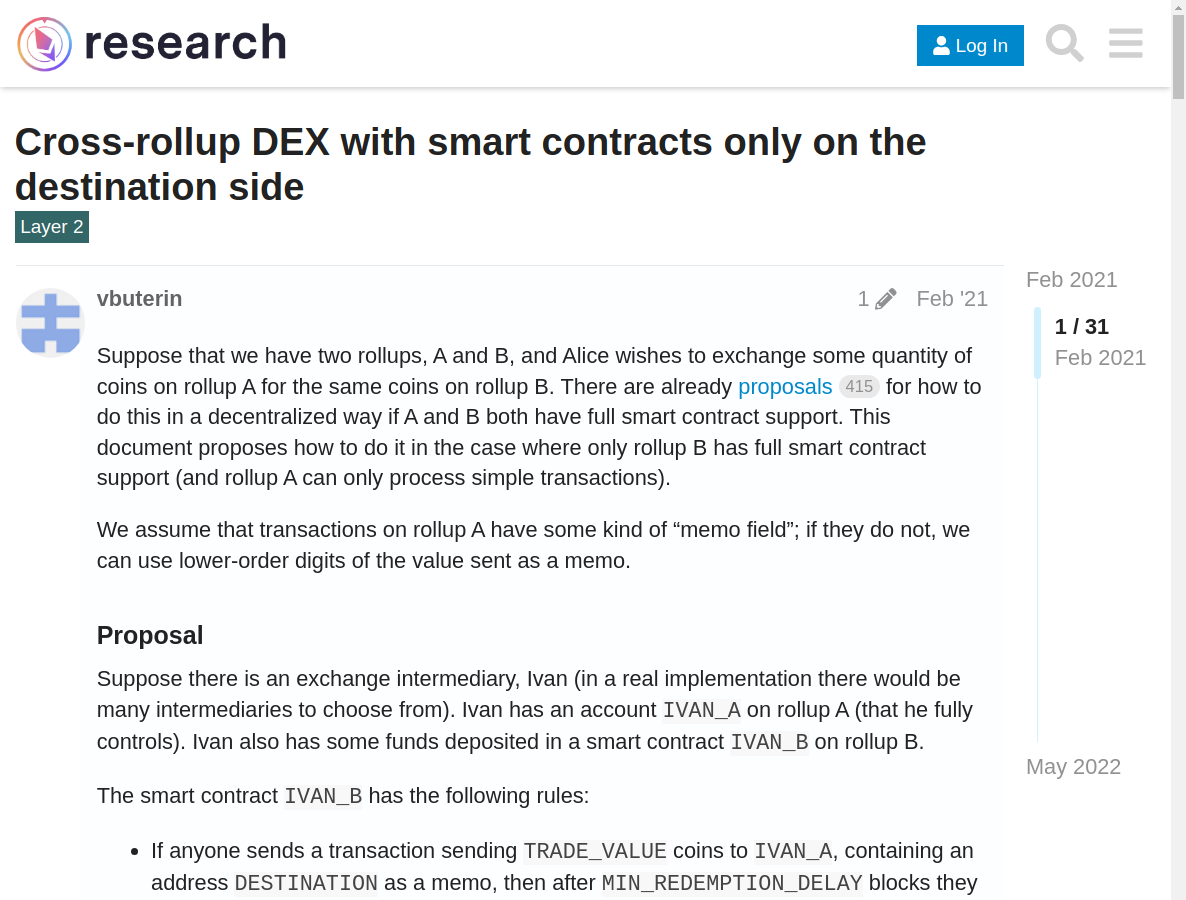 research
Log In
Cross-rollup DEX with smart contracts only on the
destination side
Layer 2
vbuterin
1
Feb '21
Suppose that we have two rollups, A and B, and Alice wishes to exchange some quantity of
coins on rollup A for the same coins on rollup B. There are already proposals 415 for how to
do this in a decentralized way if A and B both have full smart contract support. This
document proposes how to do it in the case where only rollup B has full smart contract
support (and rollup A can only process simple transactions).
We assume that transactions on rollup A have some kind of “memo field”; if they do not, we
can use lower-order digits of the value sent as a memo.
Proposal
Suppose there is an exchange intermediary, Ivan (in a real implementation there would be
many intermediaries to choose from). Ivan has an account IVAN_A on rollup A (that he fully
controls). Ivan also has some funds deposited in a smart contract IVAN_B on rollup B.
The smart contract IVAN_B has the following rules:
• If anyone sends a transaction sending TRADE_VALUE coins to IVAN_A, containing an
address DESTINATION as a memo, then after MIN_REDEMPTION_DELAY blocks they
Feb 2021
1 / 31
Feb 2021
May 2022